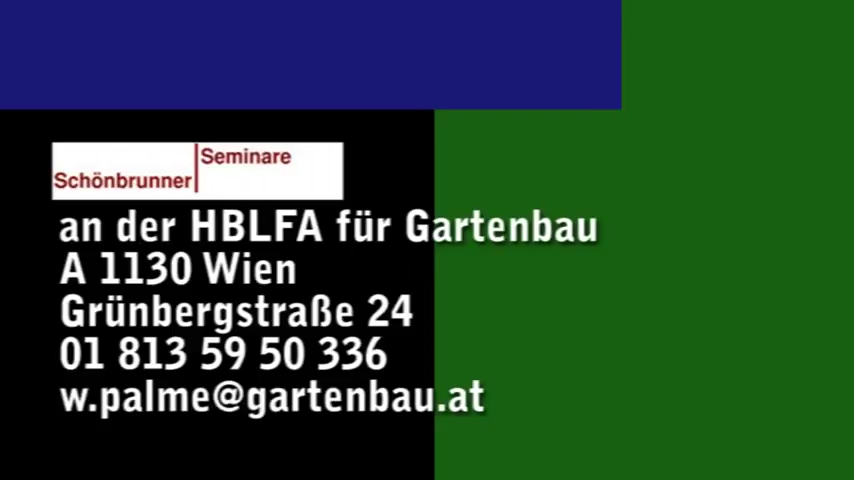 Seminare
Schönbrunner
an der HBLFA für Gartenbau
A 1130 Wien
Grünbergstraße 24
01 813 59 50 336
w.palme@gartenbau.at